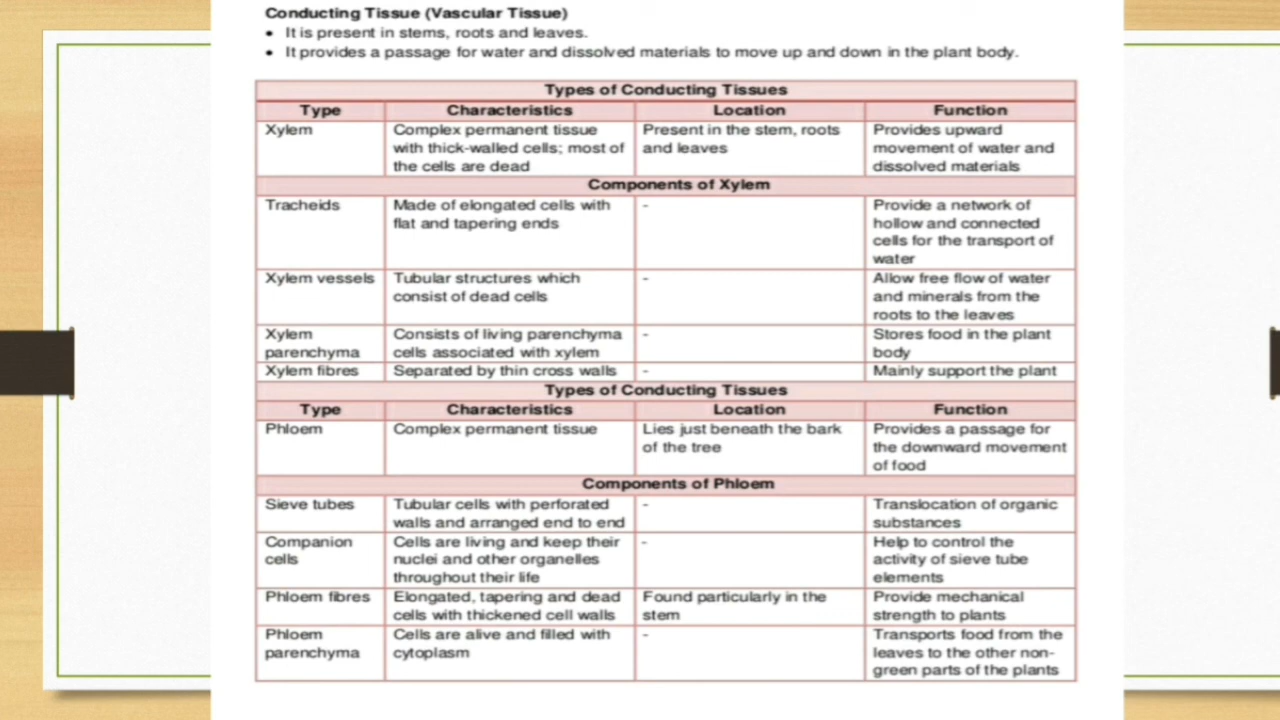 Conducting Tissue (Vascular Tissue)
• It is present in stems, roots and leaves.
• It provides a passage for water and dissolved materials to move up and down in the plant body.
Types of Conducting Tissues
Type Characteristics Location Function
Xylem Complex permanent tissue Present in the stem, roots Provides upward
with thick-walled cells; most of and leaves movement of water and
the cells are dead dissolved materials
Components of Xylem
Tracheids Made of elongated cells with - Provide a network of
flat and tapering ends hollow and connected
cells for the transport of
water
Xylem vessels Tubular structures which - Allow free flow of water
consist of dead cells and minerals from the
roots to the leaves
Xylem Consists of living parenchyma - Stores food in the plant
parenchyma cells associated with xylem body
Xylem fibres Separated by thin cross walls - Mainly support the plant
Types of Conducting Tissues
Type Characteristics Location Function
Phloem Complex permanent tissue Lies just beneath the bark Provides a passage for
of the tree the downward movement
of food
Components of Phloem
Sieve tubes Tubular cells with perforated - Translocation of organic
walls and arranged end to end substances
Companion Cells are living and keep their - Help to control the
cells nuclei and other organelles activity of sieve tube
throughout their life elements
Phloem fibres Elongated, tapering and dead Found particularly in the Provide mechanical
cells with thickened cell walls stem strength to plants
Phloem Cells are alive and filled with - Transports food from the
parenchyma cytoplasm leaves to the other non-
green parts of the plants